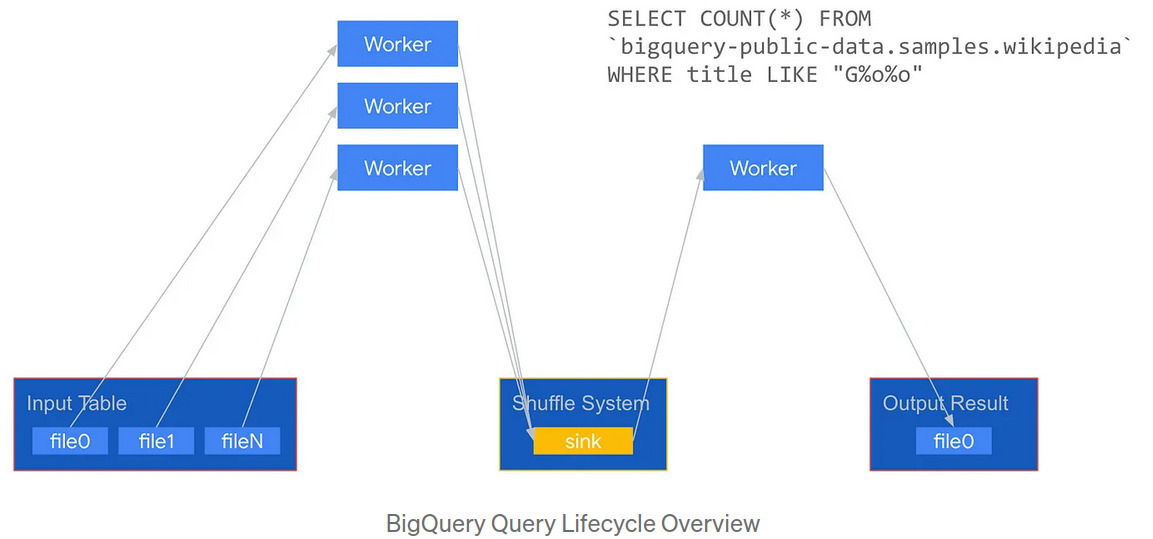 SELECT COUNT(*) FROM
`bigquery-public-data.samples.wikipedia`
WHERE title LIKE "G%o%o"
Worker
Worker
Worker
Worker
Input Table
file0
file1
fileN
Shuffle System
sink
Output Result
file0
BigQuery Query Lifecycle Overview